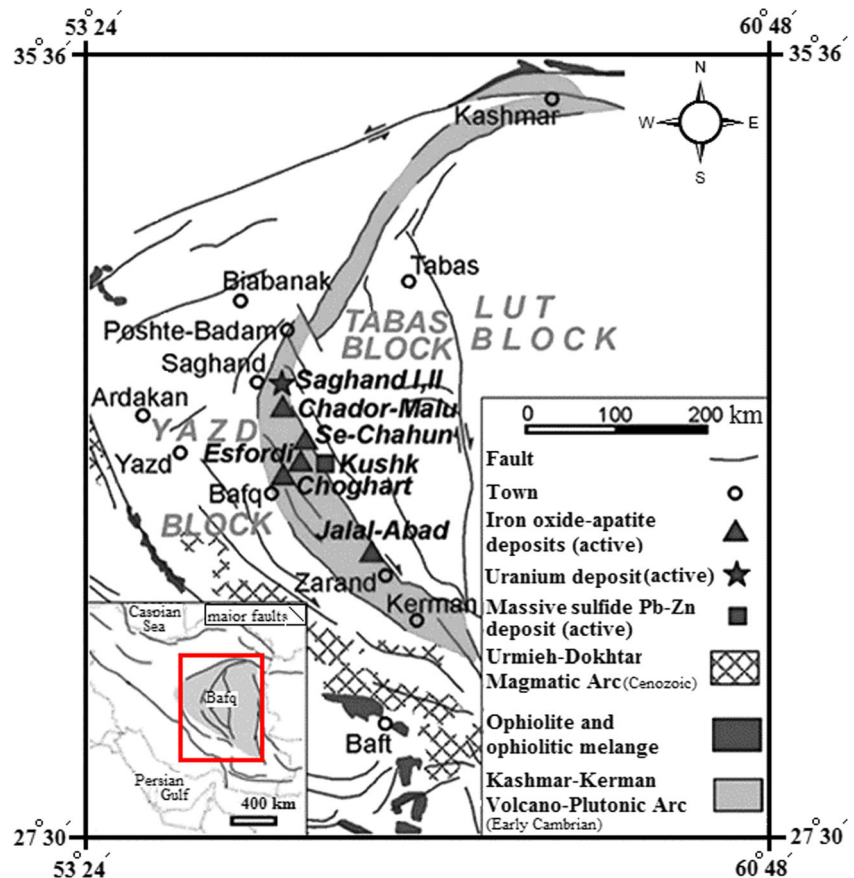 53° 24′
60° 48′
35° 36′
35° 36′
N
W
E
S
Kashmar
Tabas
Biabanak
LUT
BLOCK
TABAS
BLOCK
Poshte-Badam
Saghand
Saghand I,II
Ardakan
Chador-Malu
YAZD
Se-Chahun
Esfordi
Yazd
Kushk
Bafq
Choghart
BLOCK
Jalal-Abad
Zarand
Kerman
Baft
0 100 200 km
Fault
Town
Iron oxide-apatite
deposits (active)
Uranium deposit (active)
Massive sulfide Pb-Zn
deposit (active)
Urmieh-Dokhtar
Magmatic Arc (Cenozoic)
Ophiolite and
ophiolitic melange
Kashmar-Kerman
Volcano-Plutonic Arc
(Early Cambrian)
Caspian
Sea
major faults
Bafq
Persian
Gulf
400 km
27° 30′
27° 30′
53° 24′
60° 48′